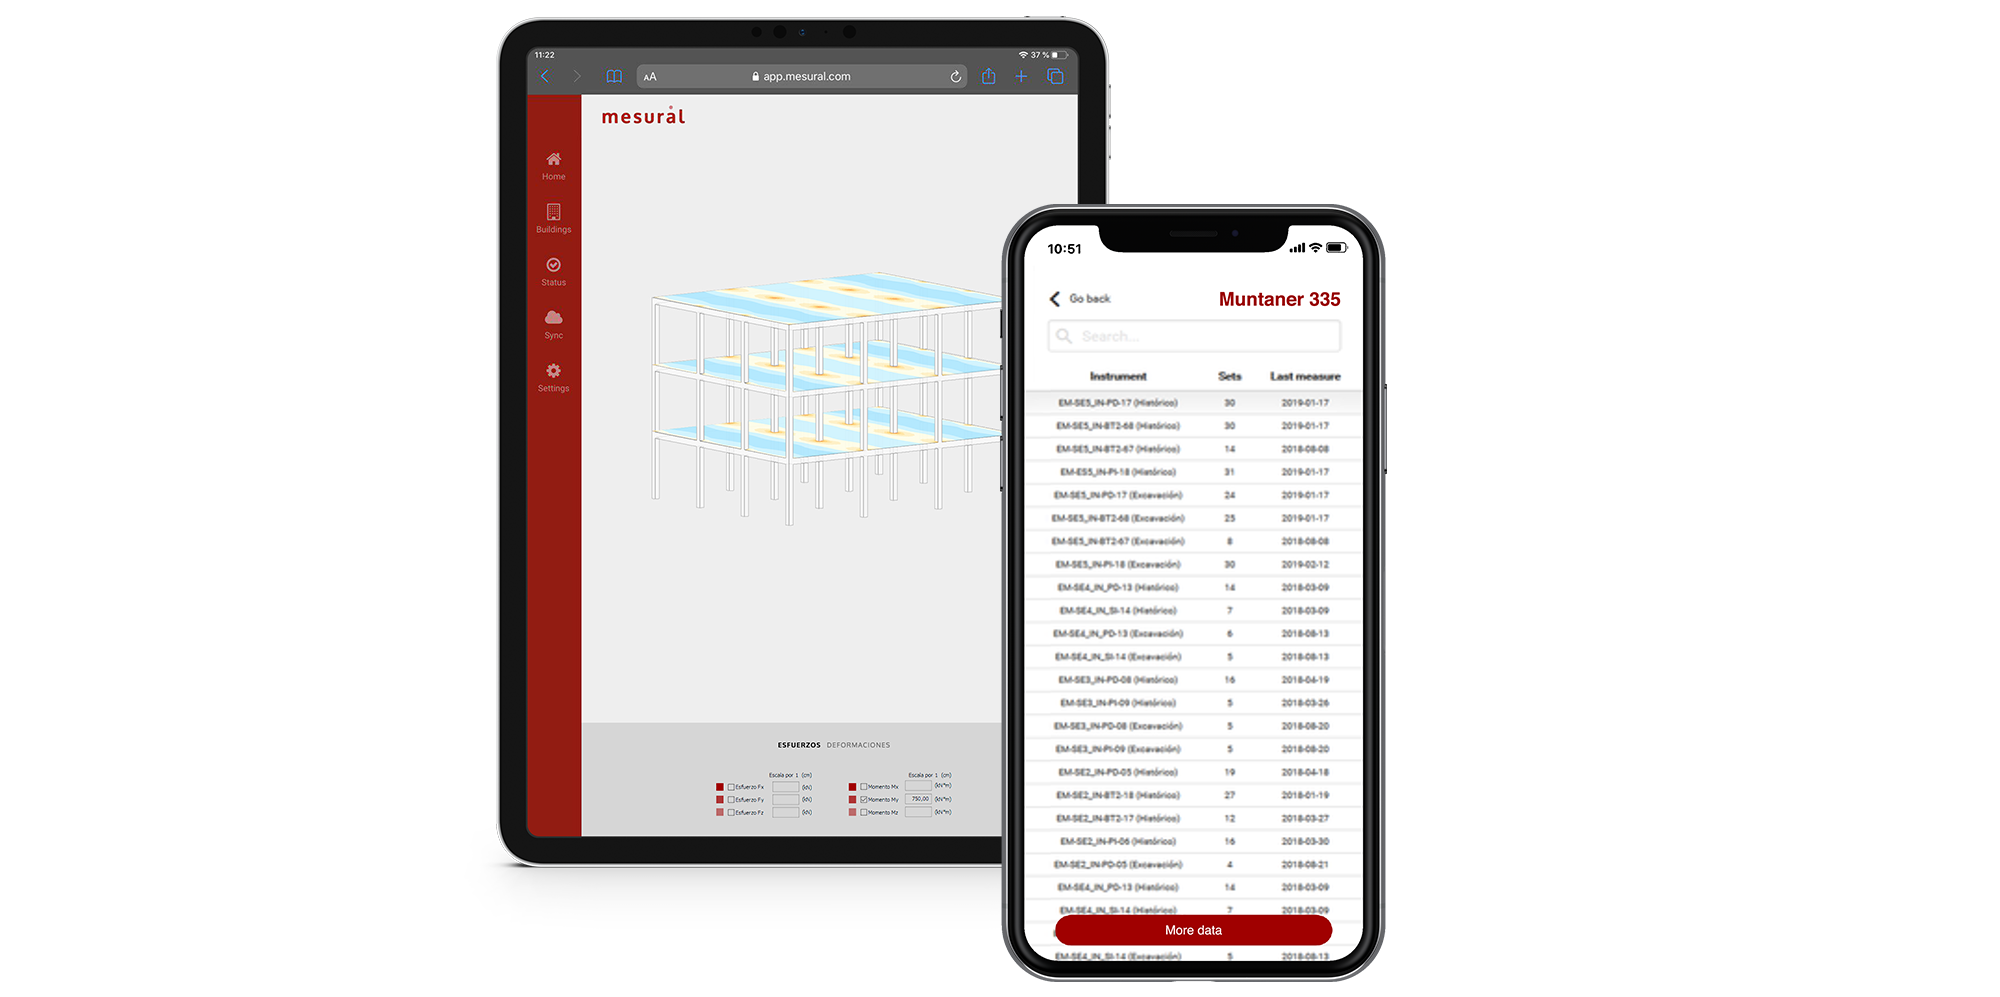 11:22
37 %
AA
app.mesural.com
mesural
Home
Buildings
Status
Sync
Settings
ESFUERZOS DEFORMACIONES
Escala por 1 (cm)
Escala por 1 (cm)
Esfuerzo Fx (kN)
Momento Mx (kN*m)
Esfuerzo Fy (kN)
Momento My 750,00 (kN*m)
Esfuerzo Fz (kN)
Momento Mz (kN*m)
10:51
Go back
Muntaner 335
Search...
Instrument Sets Last measure
EM-SE5_IN-PD-17 (Histórico) 30 2019-01-17
EM-SE5_IN-BT2-68 (Histórico) 30 2019-01-17
EM-SE5_IN-BT2-67 (Histórico) 14 2018-08-08
EM-ES5_IN-PI-18 (Histórico) 31 2019-01-17
EM-SE5_IN-PD-17 (Excavación) 24 2019-01-17
EM-SE5_IN-BT2-68 (Excavación) 25 2019-01-17
EM-SE5_IN-BT2-67 (Excavación) 8 2018-08-08
EM-SE5_IN-PI-18 (Excavación) 30 2019-02-12
EM-SE4_IN_PD-13 (Histórico) 14 2018-03-09
EM-SE4_IN_SI-14 (Histórico) 7 2018-03-09
EM-SE4_IN_PD-13 (Excavación) 6 2018-08-13
EM-SE4_IN_SI-14 (Excavación) 5 2018-08-13
EM-SE3_IN-PD-08 (Histórico) 16 2018-04-19
EM-SE3_IN-PI-09 (Histórico) 5 2018-03-26
EM-SE3_IN-PD-08 (Excavación) 5 2018-08-20
EM-SE3_IN-PI-09 (Excavación) 5 2018-08-20
EM-SE2_IN-PD-05 (Histórico) 19 2018-04-18
EM-SE2_IN-BT2-18 (Histórico) 27 2018-01-19
EM-SE2_IN-BT2-17 (Histórico) 12 2018-03-27
EM-SE2_IN-PI-06 (Histórico) 16 2018-03-30
EM-SE2_IN-PD-05 (Excavación) 4 2018-08-21
EM-SE4_IN_PD-13 (Histórico) 14 2018-03-09
EM-SE4_IN_SI-14 (Histórico) 7 2018-03-09
More data
EM-SE4_IN_SI-14 (Excavación) 5 2018-08-13